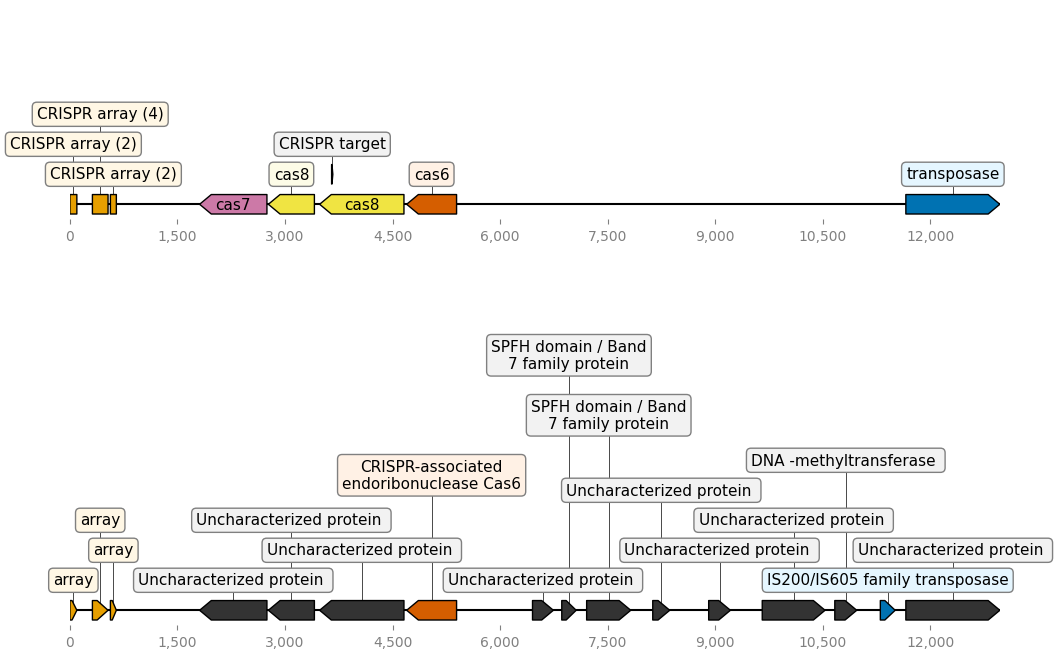 CRISPR array (4)
CRISPR array (2)
CRISPR target
CRISPR array (2)
cas8
cas6
transposase
cas7
cas8
0
1,500
3,000
4,500
6,000
7,500
9,000
10,500
12,000
SPFH domain / Band
7 family protein
SPFH domain / Band
7 family protein
DNA -methyltransferase
CRISPR-associated
endoribonuclease Cas6
Uncharacterized protein
array
Uncharacterized protein
Uncharacterized protein
array
Uncharacterized protein
Uncharacterized protein
Uncharacterized protein
array
Uncharacterized protein
Uncharacterized protein
IS200/IS605 family transposase
0
1,500
3,000
4,500
6,000
7,500
9,000
10,500
12,000